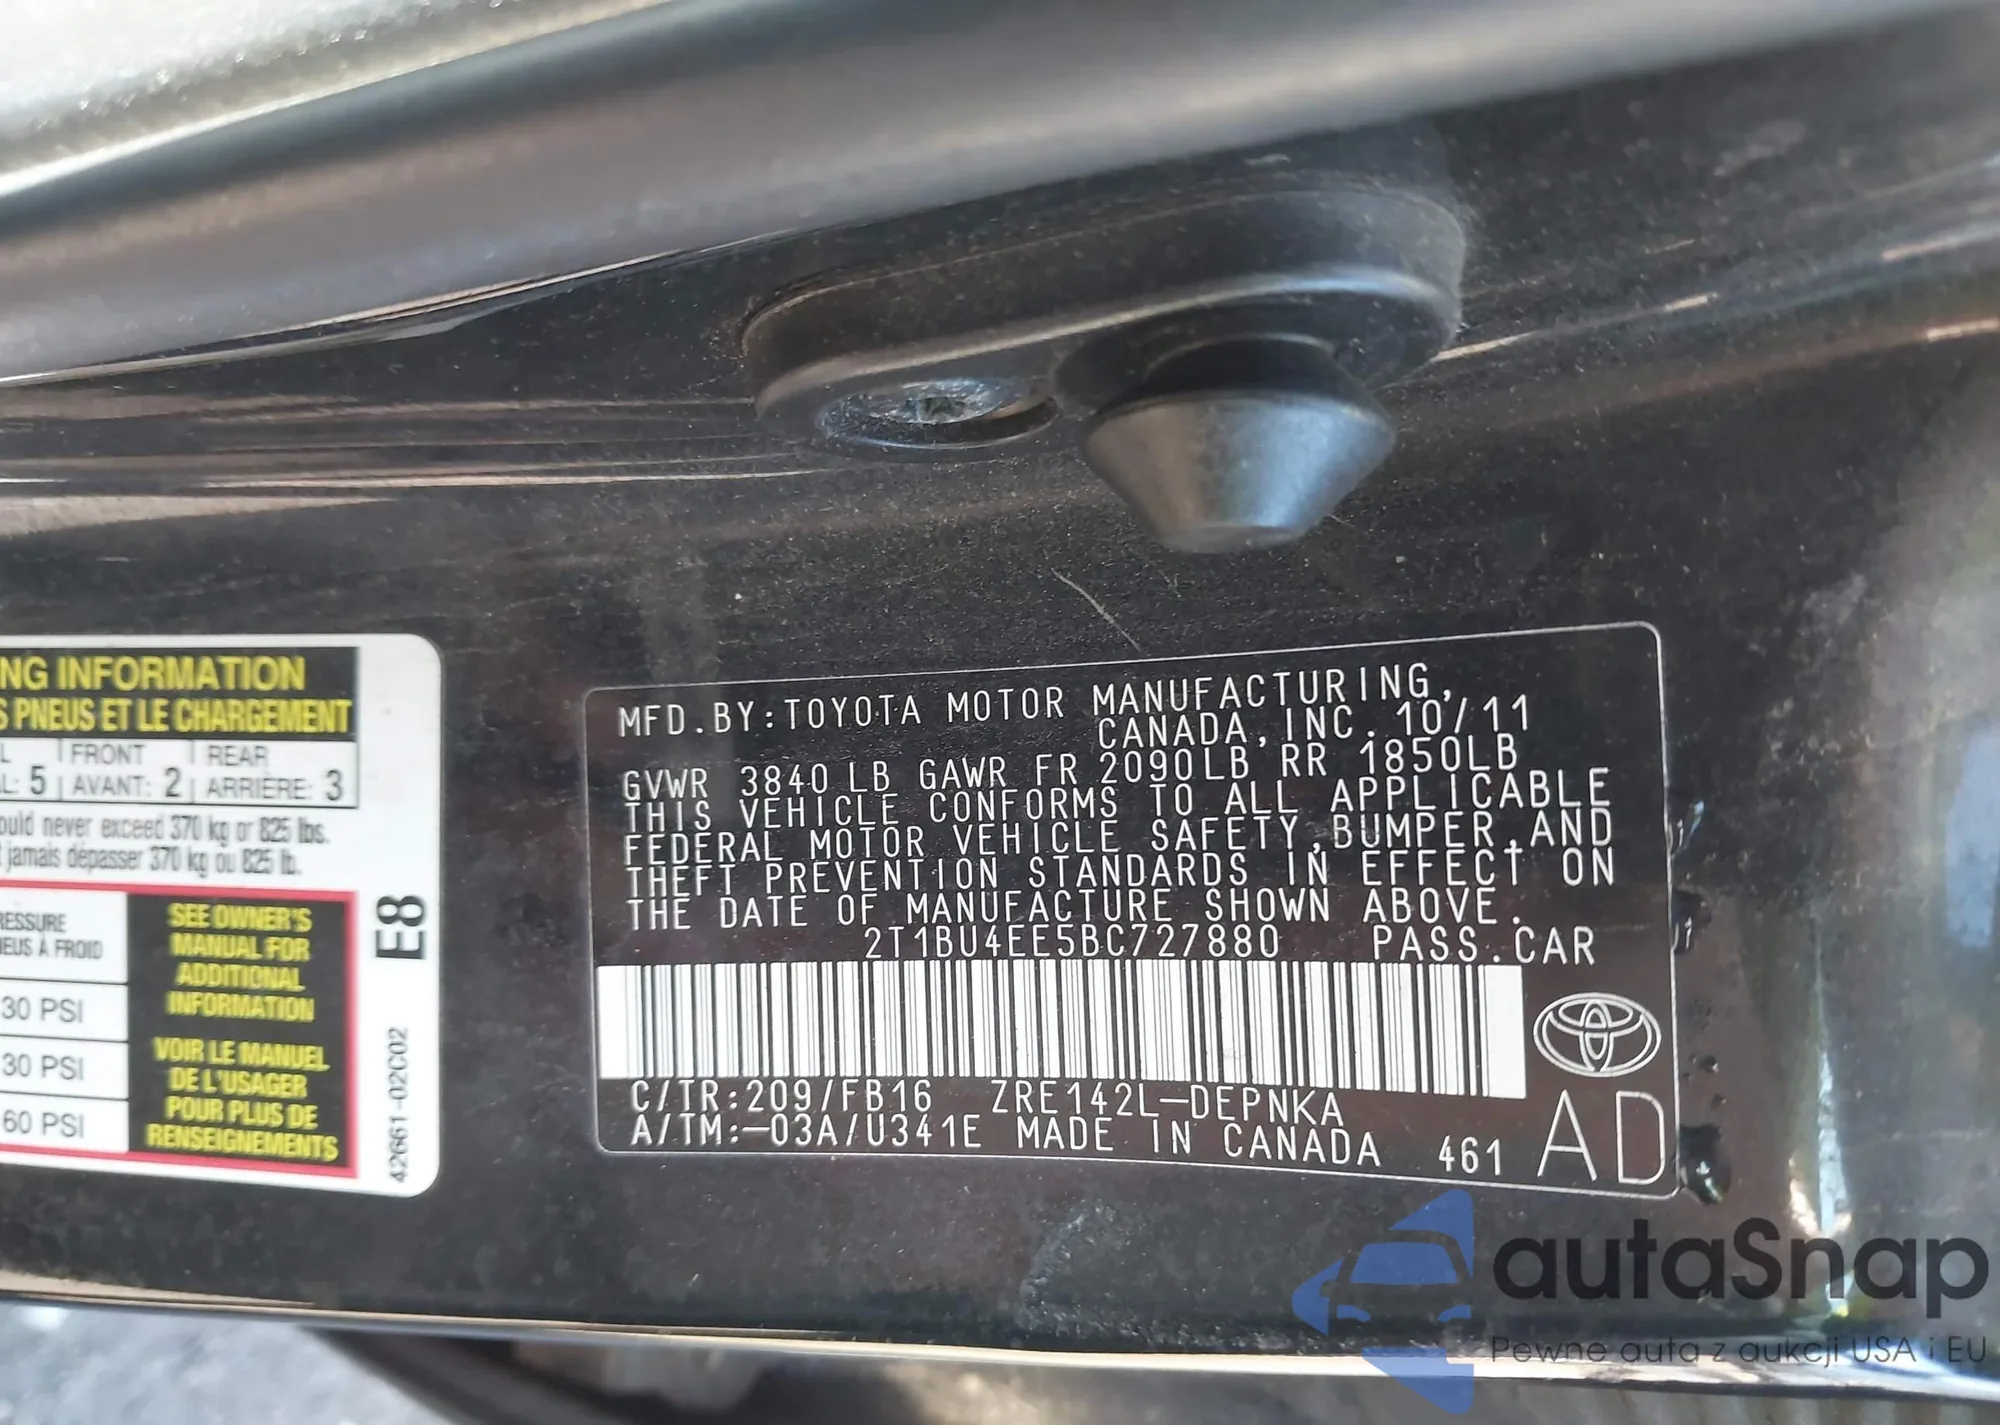 NG INFORMATION
S PNEUS ET LE CHARGEMENT
L | FRONT | REAR
L: 5 | AVANT: 2 | ARRIÈRE: 3
ould never exceed 370 kg or 825 lbs.
jamais dépasser 370 kg ou 825 lb.
RESSURE
NEUS À FROID
30 PSI
30 PSI
60 PSI
SEE OWNER'S
MANUAL FOR
ADDITIONAL
INFORMATION
VOIR LE MANUEL
DE L'USAGER
POUR PLUS DE
RENSEIGNEMENTS
E8
42661-02C02
MFD.BY:TOYOTA MOTOR MANUFACTURING,
CANADA,INC. 10/11
GVWR 3840LB GAWR FR 2090LB RR 1850LB
THIS VEHICLE CONFORMS TO ALL APPLICABLE
FEDERAL MOTOR VEHICLE SAFETY,BUMPER,AND
THEFT PREVENTION STANDARDS IN EFFECT ON
THE DATE OF MANUFACTURE SHOWN ABOVE.
2T1BU4EE5BC727880 PASS.CAR
C/TR:209/FB16 ZRE142L-DEPNKA
A/TM:-03A/U341E MADE IN CANADA 461
AD
autaSnap
Pewne auta z aukcji USA i EU